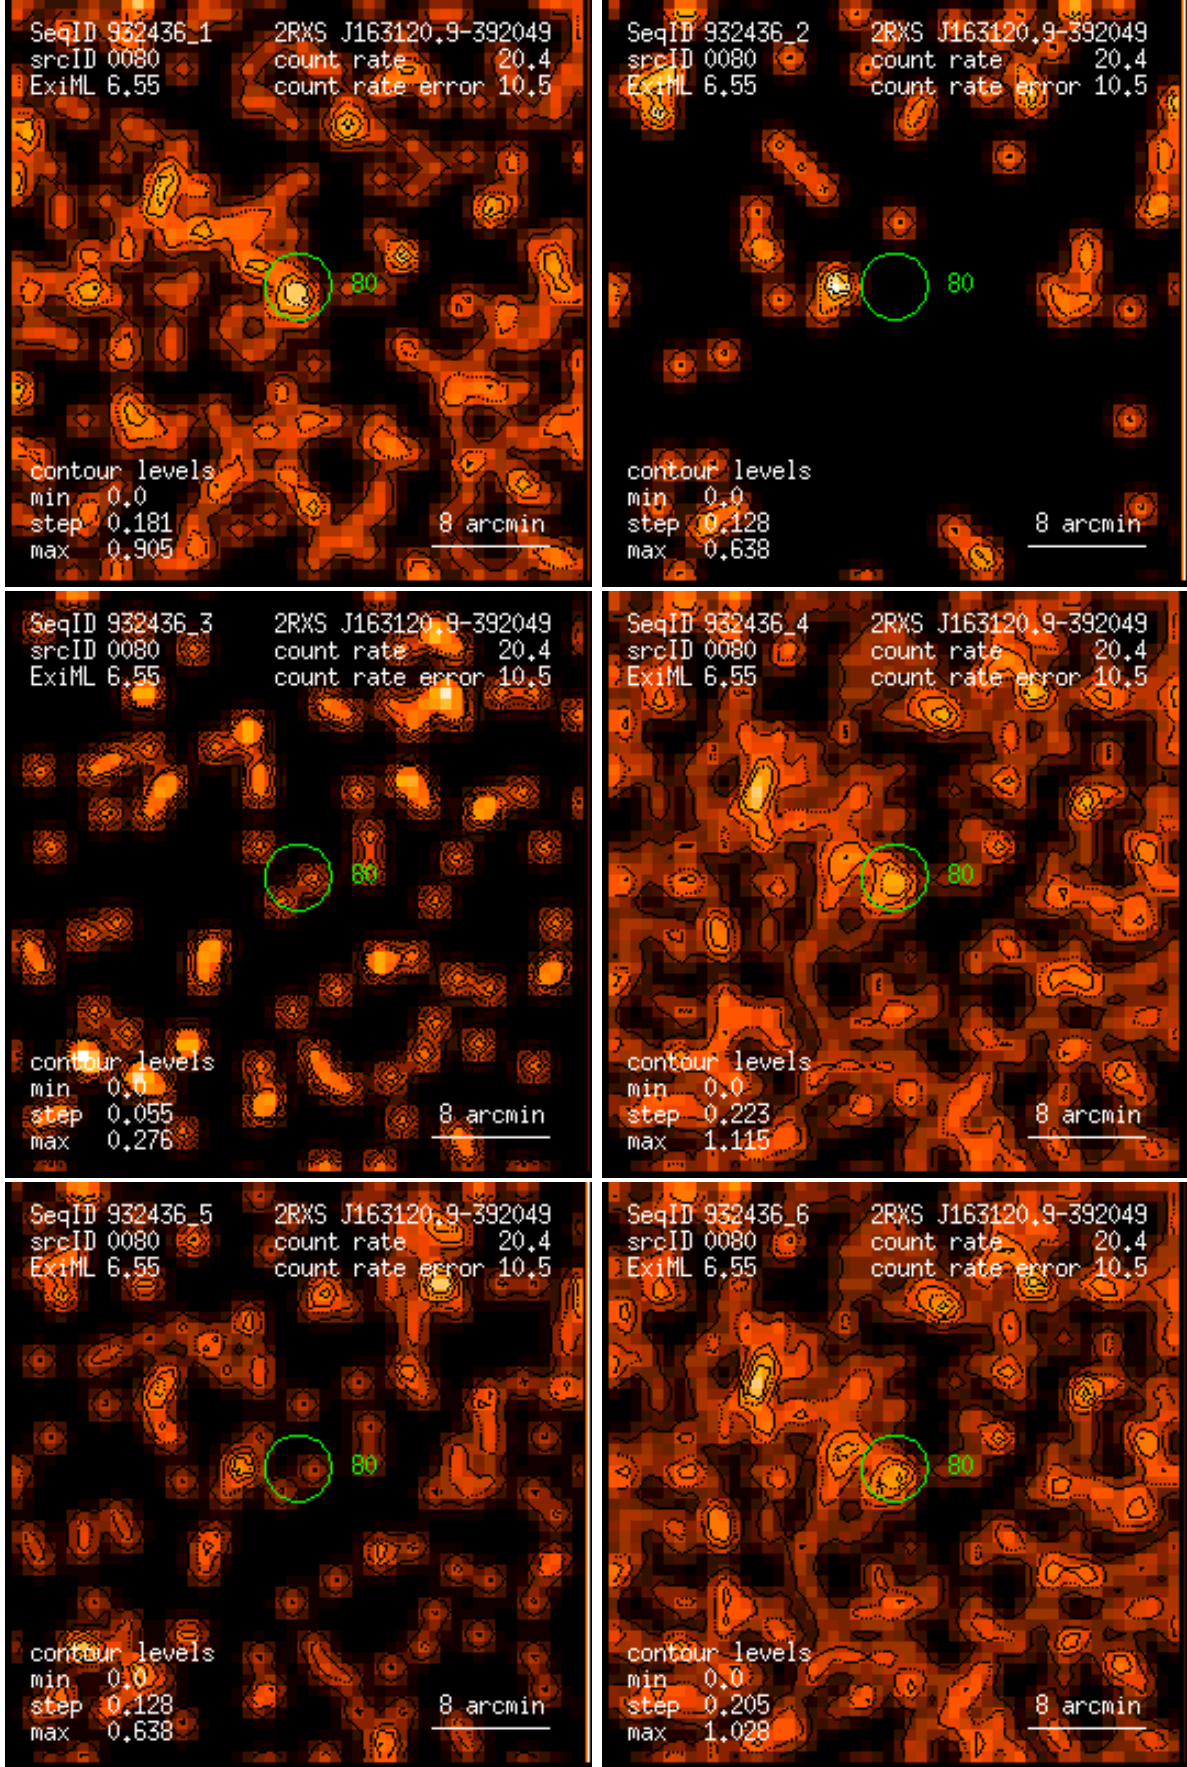 SeqID 932436_1 2RXS J163120.9-392049
srcID 0080 count rate 20.4
ExiML 6.55 count rate error 10.5
80
contour levels
min 0.0
step 0.181 8 arcmin
max 0.905
SeqID 932436_2 2RXS J163120.9-392049
srcID 0080 count rate 20.4
ExiML 6.55 count rate error 10.5
80
contour levels
min 0.0
step 0.128 8 arcmin
max 0.638
SeqID 932436_3 2RXS J163120.9-392049
srcID 0080 count rate 20.4
ExiML 6.55 count rate error 10.5
80
contour levels
min 0.0
step 0.055 8 arcmin
max 0.276
SeqID 932436_4 2RXS J163120.9-392049
srcID 0080 count rate 20.4
ExiML 6.55 count rate error 10.5
80
contour levels
min 0.0
step 0.223 8 arcmin
max 1.115
SeqID 932436_5 2RXS J163120.9-392049
srcID 0080 count rate 20.4
ExiML 6.55 count rate error 10.5
80
contour levels
min 0.0
step 0.128 8 arcmin
max 0.638
SeqID 932436_6 2RXS J163120.9-392049
srcID 0080 count rate 20.4
ExiML 6.55 count rate error 10.5
80
contour levels
min 0.0
step 0.205 8 arcmin
max 1.028